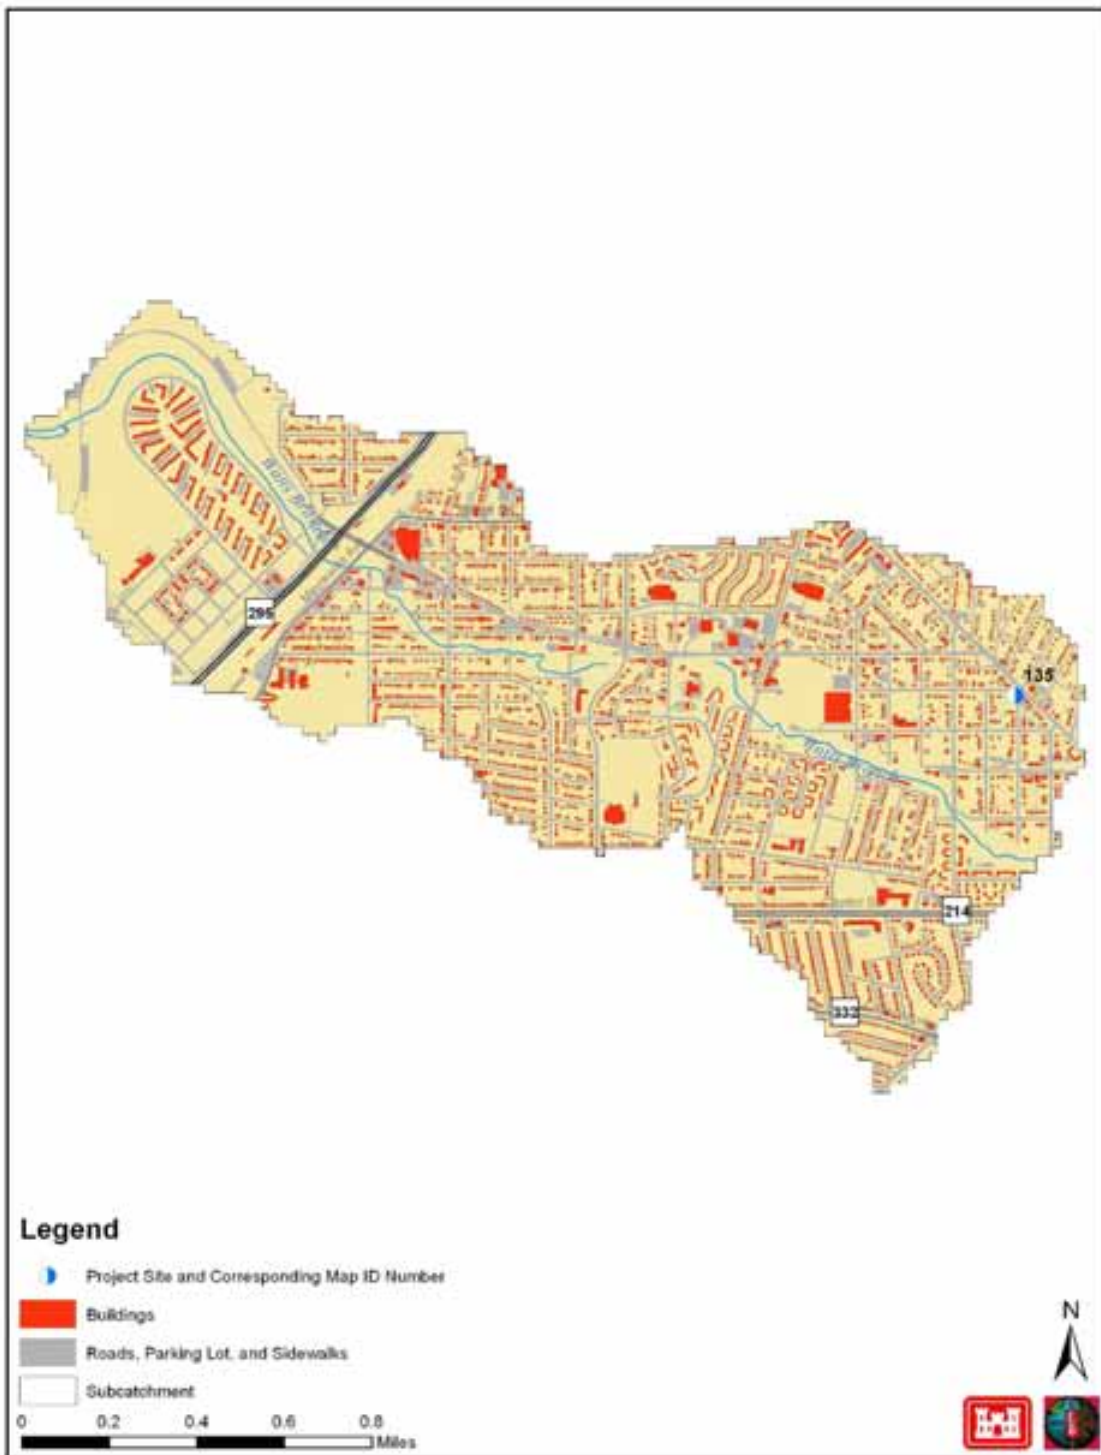 295
135
214
332
Legend
Project Site and Corresponding Map ID Number
Buildings
Roads, Parking Lot, and Sidewalks
Subcatchment
0 0.2 0.4 0.6 0.8
Miles
N